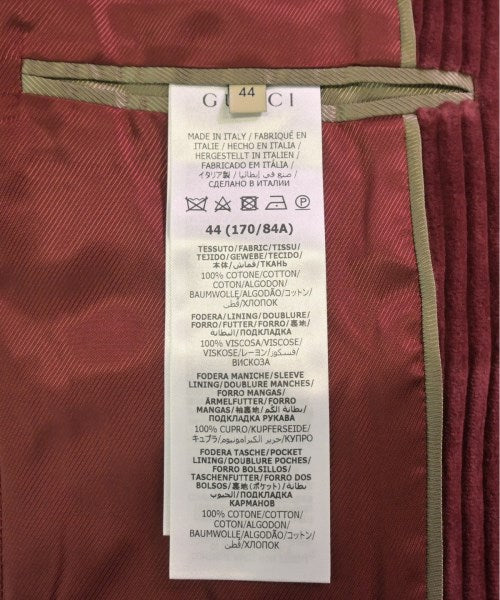 44
GUCCI
MADE IN ITALY / FABRIQUÉ EN
ITALIE / HECHO EN ITALIA /
HERGESTELLT IN ITALIEN /
FABRICADO EM ITÁLIA /
イタリア製 / صنع في إيطاليا /
СДЕЛАНО В ИТАЛИИ
P
44 (170/84A)
TESSUTO/FABRIC/TISSU/
TEJIDO/GEWEBE/TECIDO/
本体/قماش/ТКАНЬ
100% COTONE/COTTON/
COTON/ALGODON/
BAUMWOLLE/ALGODÃO/コットン/
قطن/ХЛОПОК
FODERA/LINING/DOUBLURE/
FORRO/FUTTER/FORRO/裏地/
بطانة/ПОДКЛАДКА
100% VISCOSA/VISCOSE/
VISKOSE/レーヨン/فسكوز/
ВИСКОЗА
FODERA MANICHE/SLEEVE
LINING/DOUBLURE MANCHES/
FORRO MANGAS/
ÄRMELFUTTER/FORRO
MANGAS/袖裏地/بطانة الكم/
ПОДКЛАДКА РУКАВА
100% CUPRO/KUPFERSEIDE/
キュプラ/حرير الكبرامونيوم/КУПРО
FODERA TASCHE/POCKET
LINING/DOUBLURE POCHES/
FORRO BOLSILLOS/
TASCHENFUTTER/FORRO DOS
BOLSOS/裏地(ポケット)/بطانة
الجيوب/ПОДКЛАДКА
КАРМАНОВ
100% COTONE/COTTON/
COTON/ALGODON/
BAUMWOLLE/ALGODÃO/コットン/
قطن/ХЛОПОК